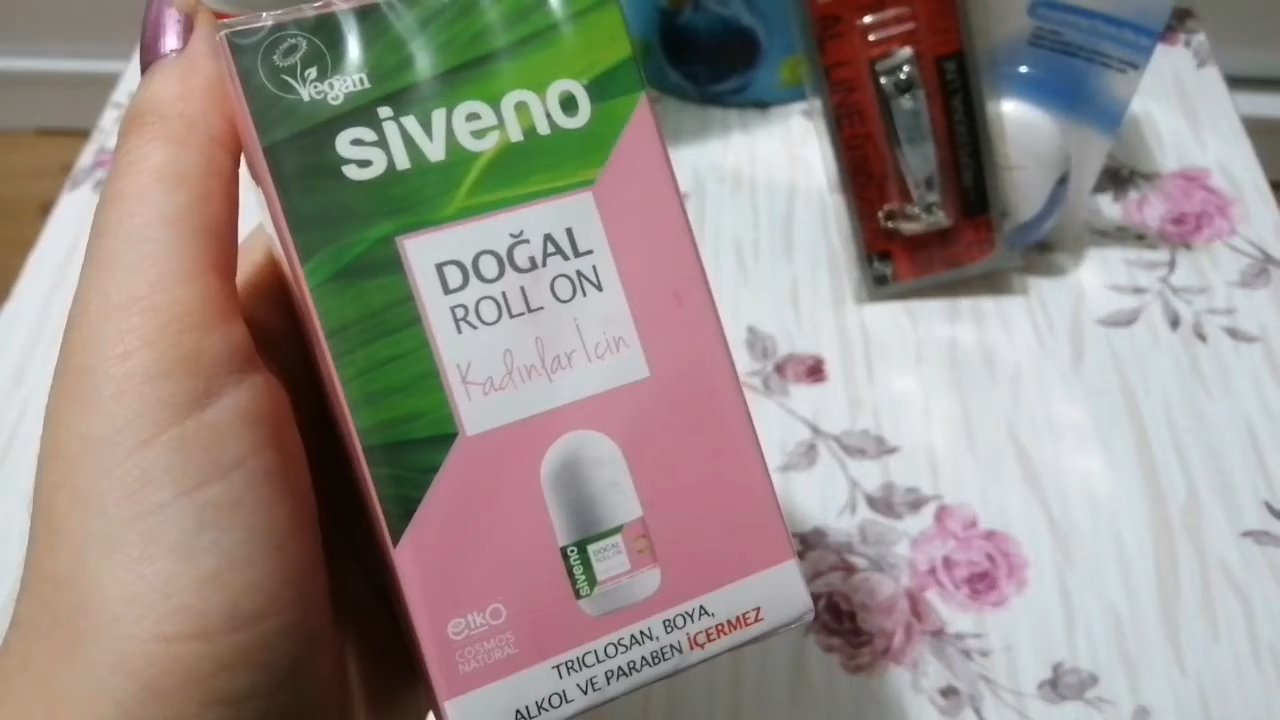 Vegan
siveno
DOĞAL
ROLL ON
Kadınlar İçin
siveno
DOĞAL
ROLL ON
etko
COSMOS
NATURAL
TRICLOSAN, BOYA,
ALKOL VE PARABEN İÇERMEZ